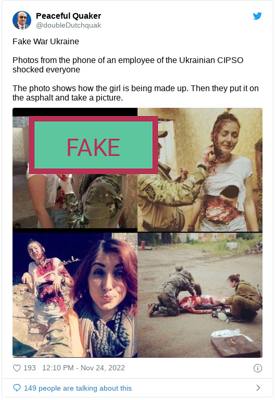 Peaceful Quaker
@doubleDutchquak
Fake War Ukraine
Photos from the phone of an employee of the Ukrainian CIPSO
shocked everyone
The photo shows how the girl is being made up. Then they put it on
the asphalt and take a picture.
FAKE
193 12:10 PM - Nov 24, 2022
149 people are talking about this